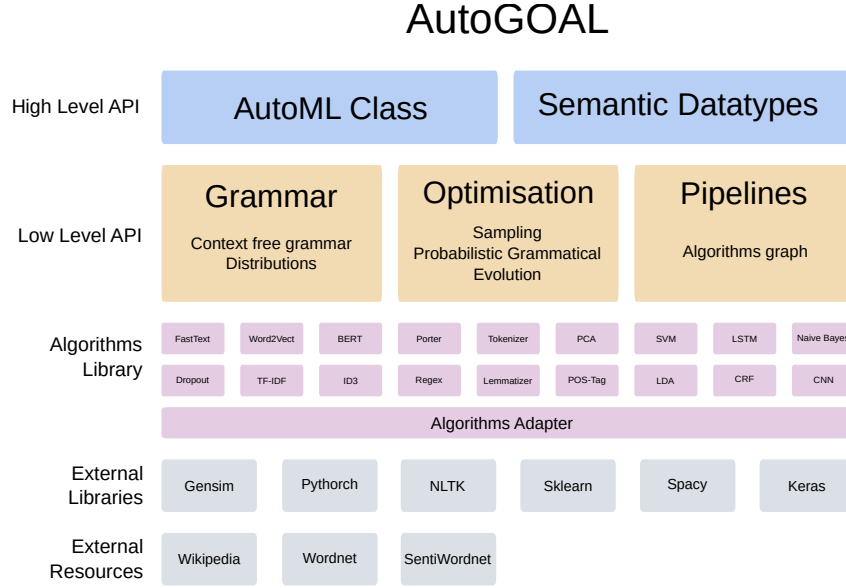 AutoGOAL
High Level API
AutoML Class
Semantic Datatypes
Low Level API
Grammar
Context free grammar
Distributions
Optimisation
Sampling
Probabilistic Grammatical
Evolution
Pipelines
Algorithms graph
Algorithms
Library
FastText
Word2Vect
BERT
Porter
Tokenizer
PCA
SVM
LSTM
Naive Bayes
Dropout
TF-IDF
ID3
Regex
Lemmatizer
POS-Tag
LDA
CRF
CNN
Algorithms Adapter
External
Libraries
Gensim
Pythorch
NLTK
Sklearn
Spacy
Keras
External
Resources
Wikipedia
Wordnet
SentiWordnet